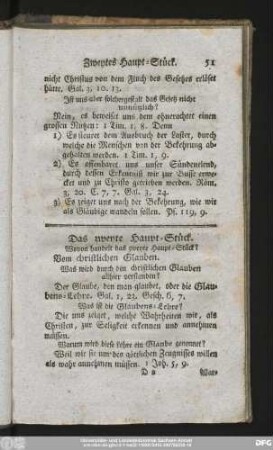 Zweytes Haupt=Stück. 51
nicht Christus von dem Fluch des Gesetzes erlöset
hätte, Gal. 3, 10. 13.
Ist uns aber solchergestalt das Gesetz nicht
unnützlich?
Nein, es beweiset uns dem ohnerachtet einen
grossen Nutzen: 1 Tim. 1, 8. Denn
1) Es steuret dem Ausbruch der Laster, durch
welche die Menschen von der Bekehrung ab=
gehalten werden. 1 Tim. 1, 9.
2) Es offenbaret uns unser Sündenelend,
durch dessen Erkenntniß wir zur Busse erwe=
cket und zu Christo getrieben werden. Röm.
3, 20. C. 7, 7. Gal. 3, 24.
3) Es zeiget uns nach der Bekehrung, wie wir
als Gläubige wandeln sollen. Ps. 119, 9.
Das zweyte Haupt=Stück.
Wovon handelt das zweyte Haupt=Stück?
Vom christlichen Glauben.
Was wird durch den christlichen Glauben
allhier verstanden?
Der Glaube, den man glaubet, oder die Glau=
bens=Lehre. Gal. 1, 23. Gesch. 6, 7.
Was ist die Glaubens=Lehre?
Die uns zeiget, welche Wahrheiten wir, als
Christen, zur Seligkeit erkennen und annehmen
müssen.
Warum wird diese Lehre ein Glaube genennet?
Weil wir sie um des göttlichen Zeugnisses willen
als wahr annehmen müssen. 1 Joh. 5, 9.
D 2 War=